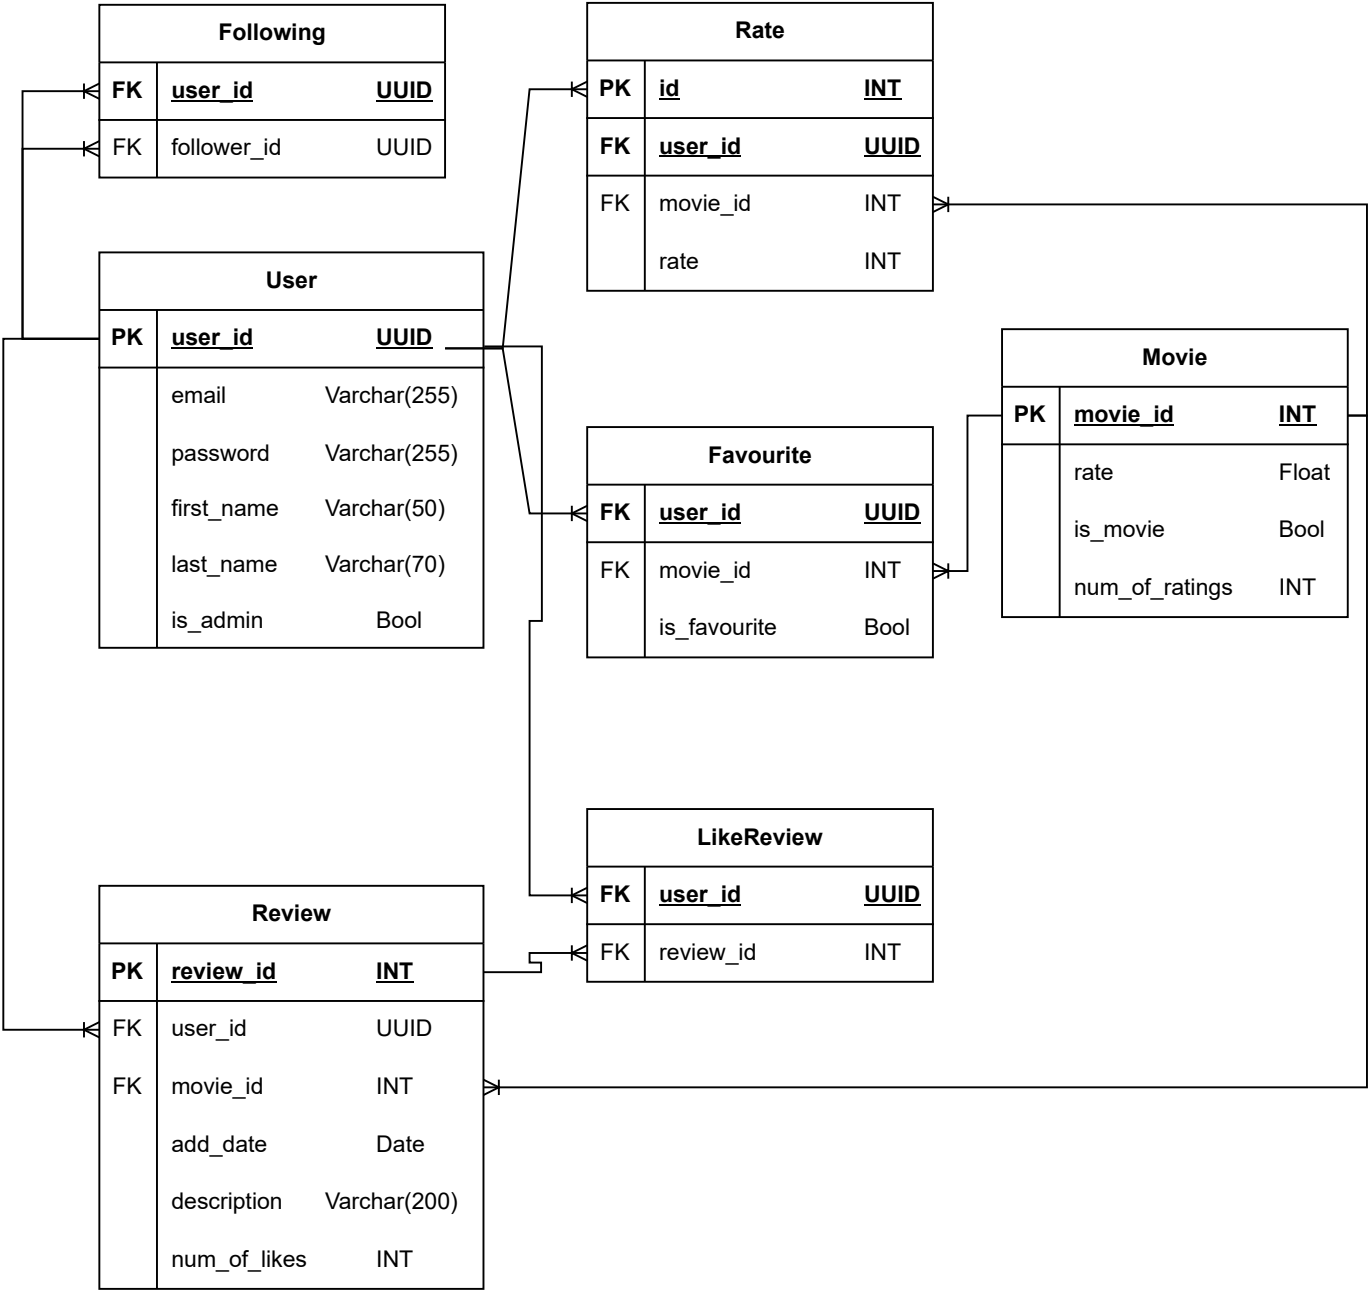 Following
FK user_id UUID
FK follower_id UUID
Rate
PK id INT
FK user_id UUID
FK movie_id INT
rate INT
User
PK user_id UUID
email Varchar(255)
password Varchar(255)
first_name Varchar(50)
last_name Varchar(70)
is_admin Bool
Movie
PK movie_id INT
rate Float
is_movie Bool
num_of_ratings INT
Favourite
FK user_id UUID
FK movie_id INT
is_favourite Bool
LikeReview
FK user_id UUID
FK review_id INT
Review
PK review_id INT
FK user_id UUID
FK movie_id INT
add_date Date
description Varchar(200)
num_of_likes INT